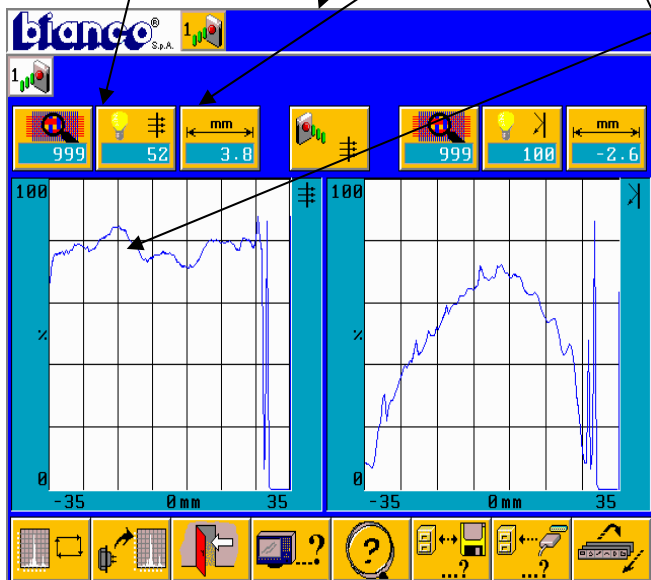 bianco® S.p.A. 1
1
mm mm
999 52 3.8 999 100 -2.6
100 100
% %
0 0
-35 0mm 35 -35 0mm 35
...? ? ...? ...?